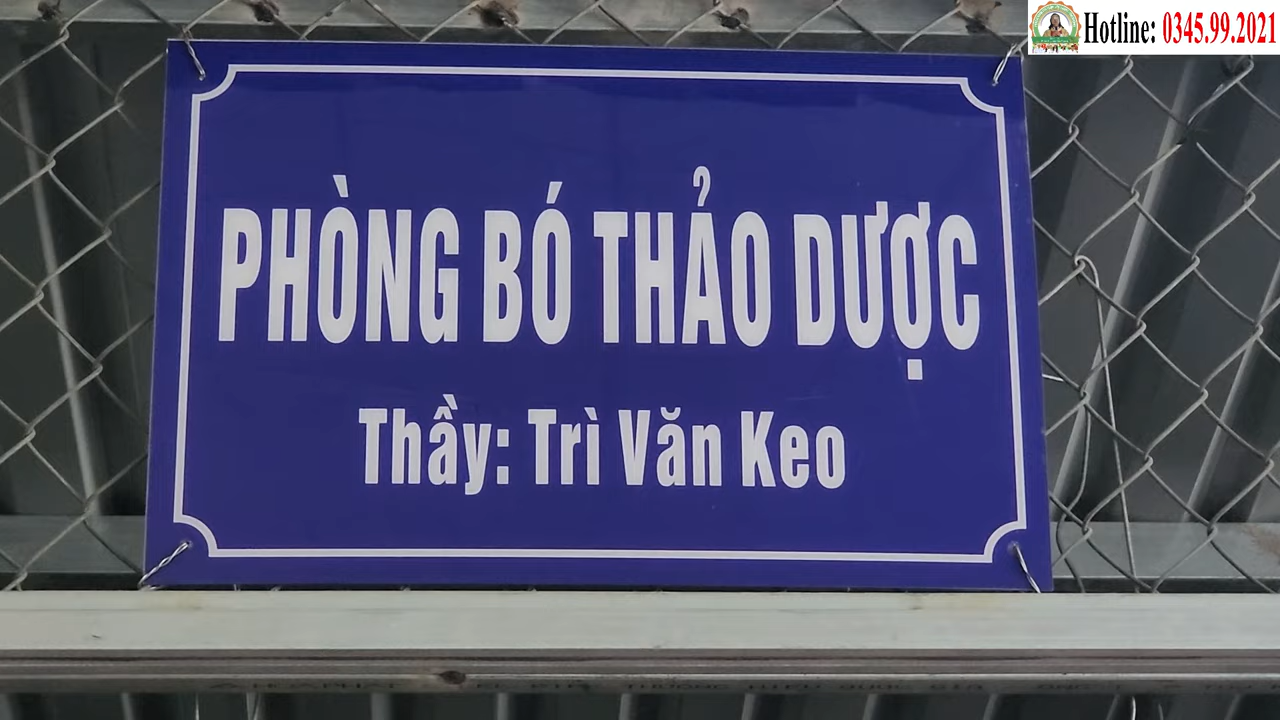 Hotline: 0345.99.2021
PHÒNG BÓ THẢO DƯỢC
Thầy: Trì Văn Keo